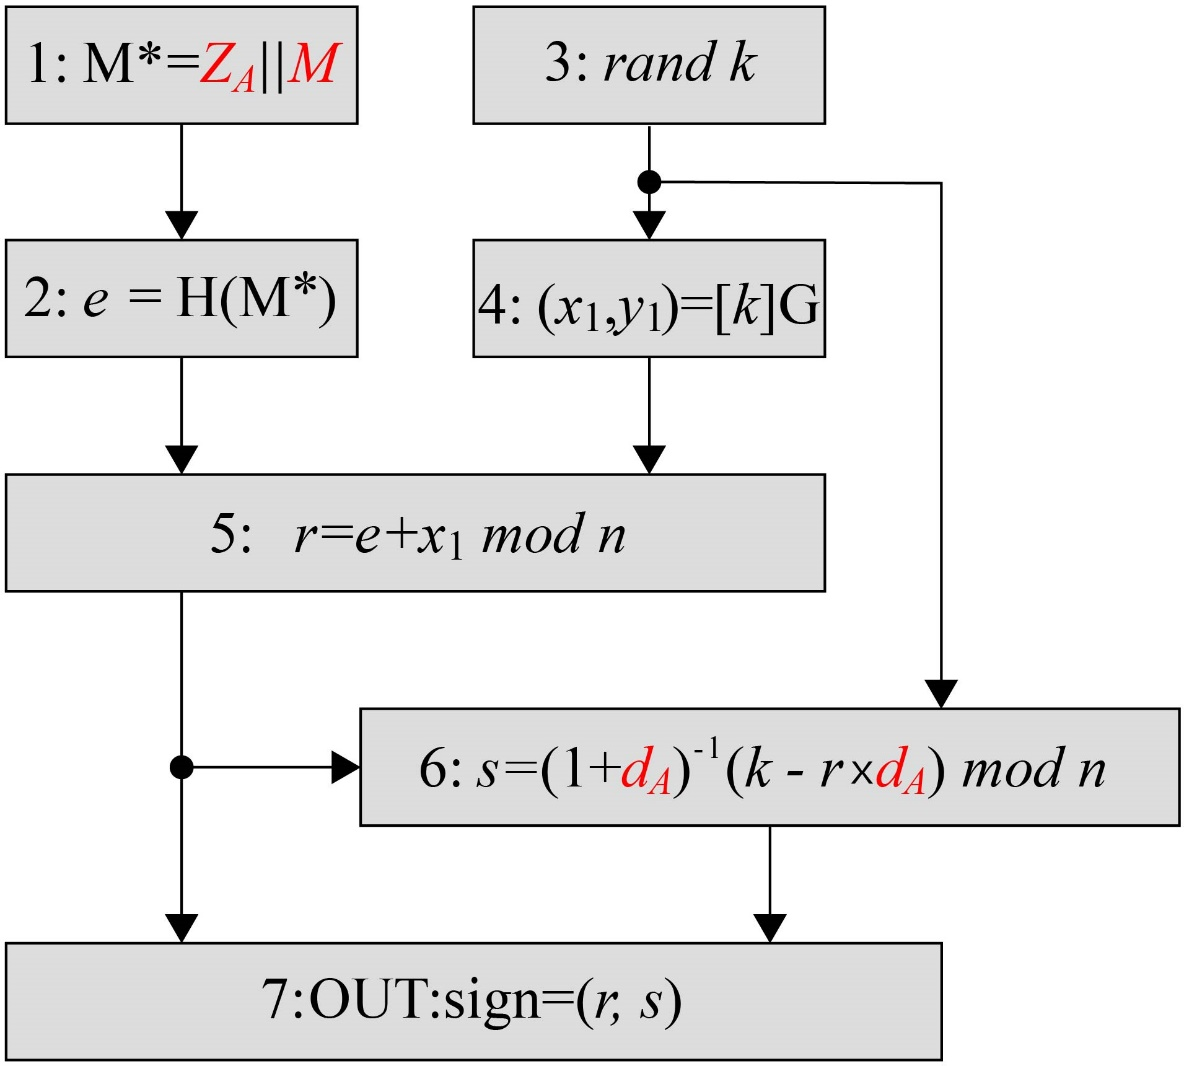 1: M*=Z_A||M
3: rand k
2: e = H(M*)
4: (x₁,y₁)=[k]G
5: r=e+x₁ mod n
6: s=(1+d_A)⁻¹(k - r×d_A) mod n
7:OUT:sign=(r, s)